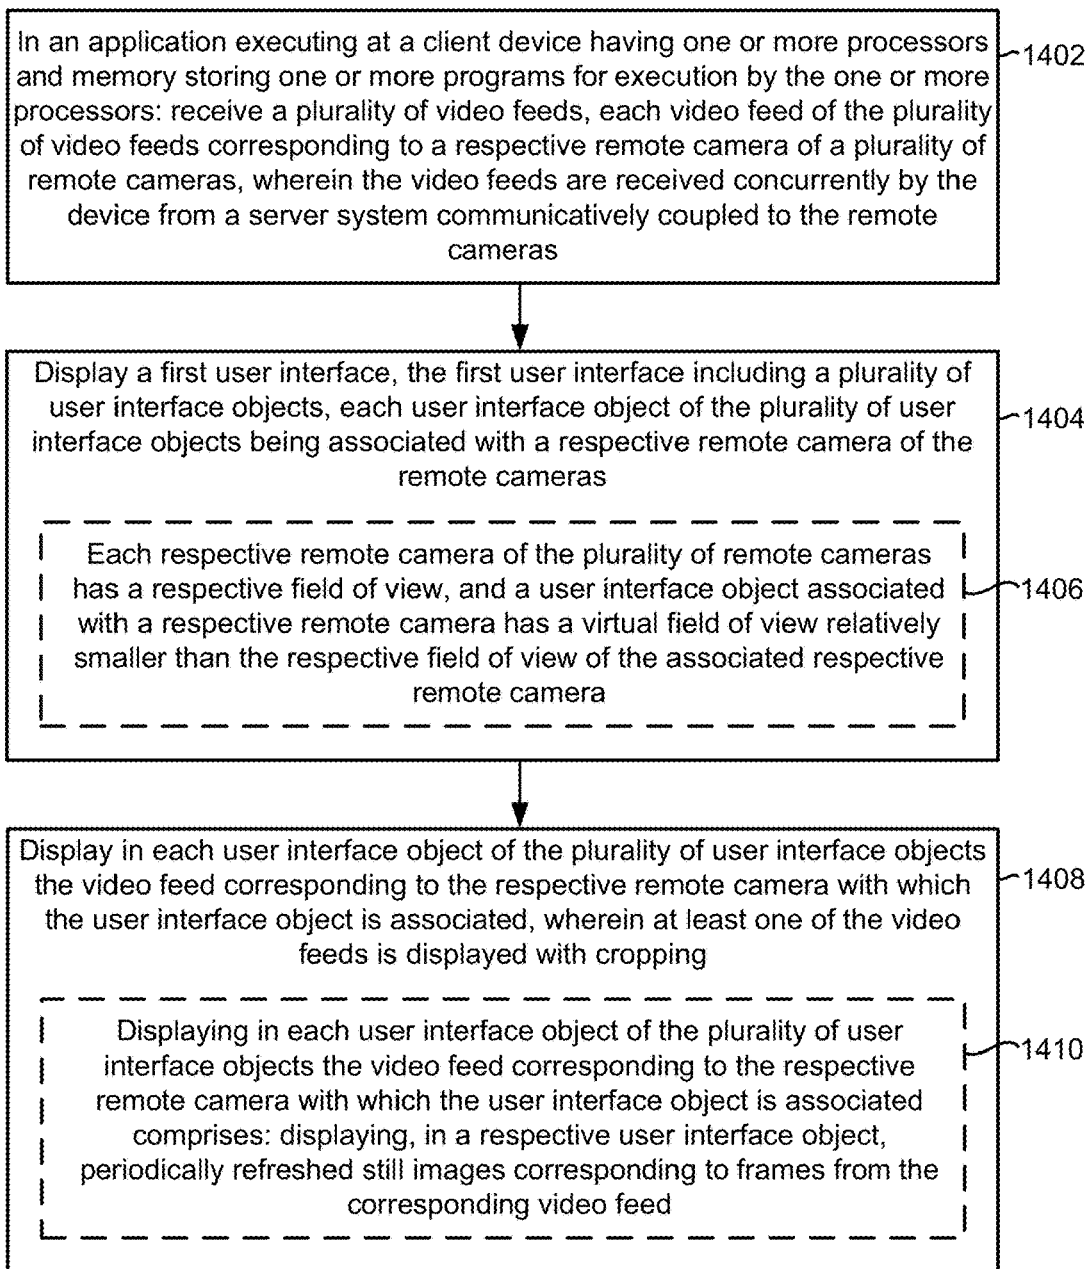 In an application executing at a client device having one or more processors
and memory storing one or more programs for execution by the one or more
processors: receive a plurality of video feeds, each video feed of the plurality
of video feeds corresponding to a respective remote camera of a plurality of
remote cameras, wherein the video feeds are received concurrently by the
device from a server system communicatively coupled to the remote
cameras
1402
Display a first user interface, the first user interface including a plurality of
user interface objects, each user interface object of the plurality of user
interface objects being associated with a respective remote camera of the
remote cameras
1404
Each respective remote camera of the plurality of remote cameras
has a respective field of view, and a user interface object associated
with a respective remote camera has a virtual field of view relatively
smaller than the respective field of view of the associated respective
remote camera
1406
Display in each user interface object of the plurality of user interface objects
the video feed corresponding to the respective remote camera with which
the user interface object is associated, wherein at least one of the video
feeds is displayed with cropping
1408
Displaying in each user interface object of the plurality of user
interface objects the video feed corresponding to the respective
remote camera with which the user interface object is associated
comprises: displaying, in a respective user interface object,
periodically refreshed still images corresponding to frames from the
corresponding video feed
1410